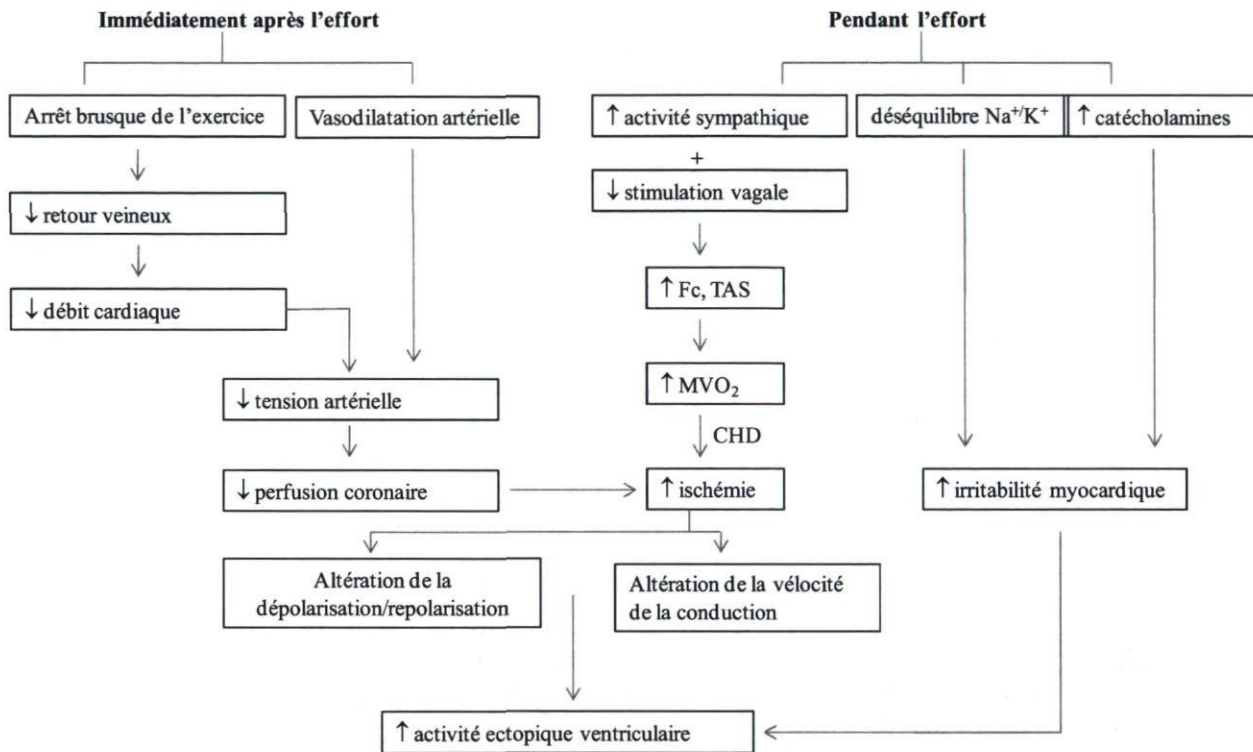 Immédiatement après l’effort
Pendant l’effort
Arrêt brusque de l’exercice
Vasodilatation artérielle
↑ activité sympathique
déséquilibre Na⁺/K⁺
↑ catécholamines
+
↓ stimulation vagale
↓ retour veineux
↓ débit cardiaque
↑ Fc, TAS
↑ MVO₂
↓ tension artérielle
CHD
↓ perfusion coronaire
↑ ischémie
↑ irritabilité myocardique
Altération de la
dépolarisation/repolarisation
Altération de la vélocité
de la conduction
↑ activité ectopique ventriculaire